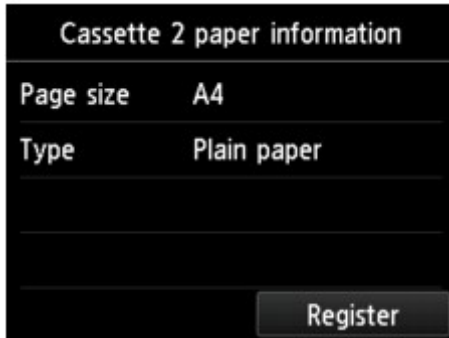 Cassette 2 paper information
Page size A4
Type Plain paper
Register